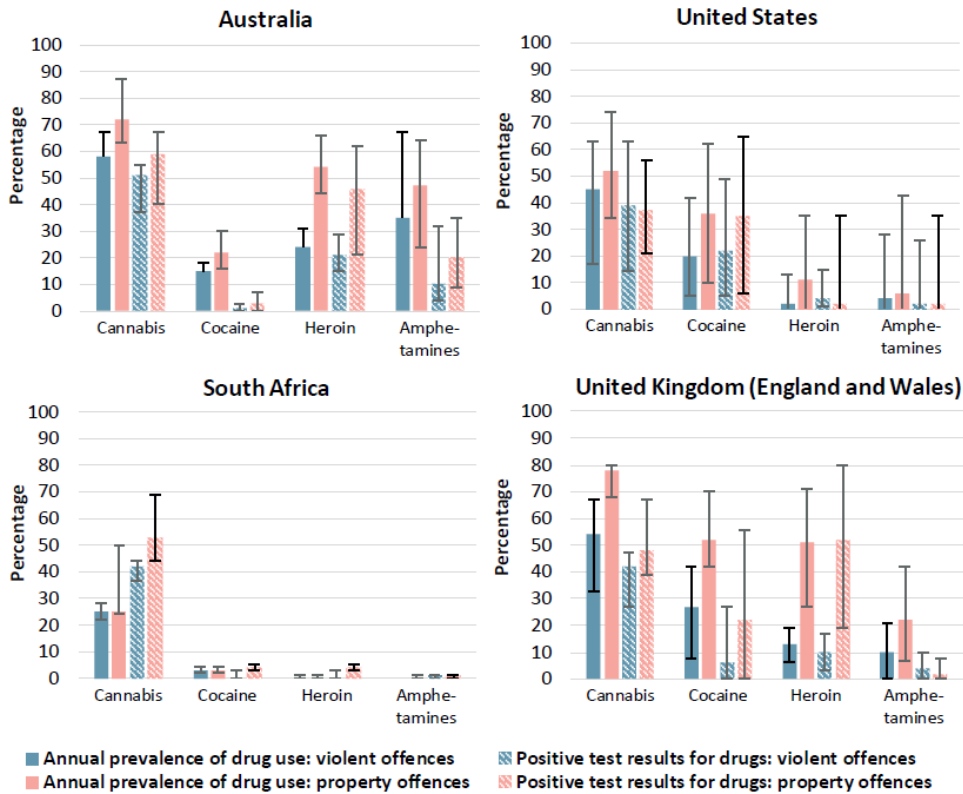 Australia
Percentage
100
90
80
70
60
50
40
30
20
10
0
Cannabis
Cocaine
Heroin
Amphe-
tamines
United States
Percentage
100
90
80
70
60
50
40
30
20
10
0
Cannabis
Cocaine
Heroin
Amphe-
tamines
South Africa
Percentage
100
90
80
70
60
50
40
30
20
10
0
Cannabis
Cocaine
Heroin
Amphe-
tamines
United Kingdom (England and Wales)
Percentage
100
90
80
70
60
50
40
30
20
10
0
Cannabis
Cocaine
Heroin
Amphe-
tamines
Annual prevalence of drug use: violent offences
Annual prevalence of drug use: property offences
Positive test results for drugs: violent offences
Positive test results for drugs: property offences